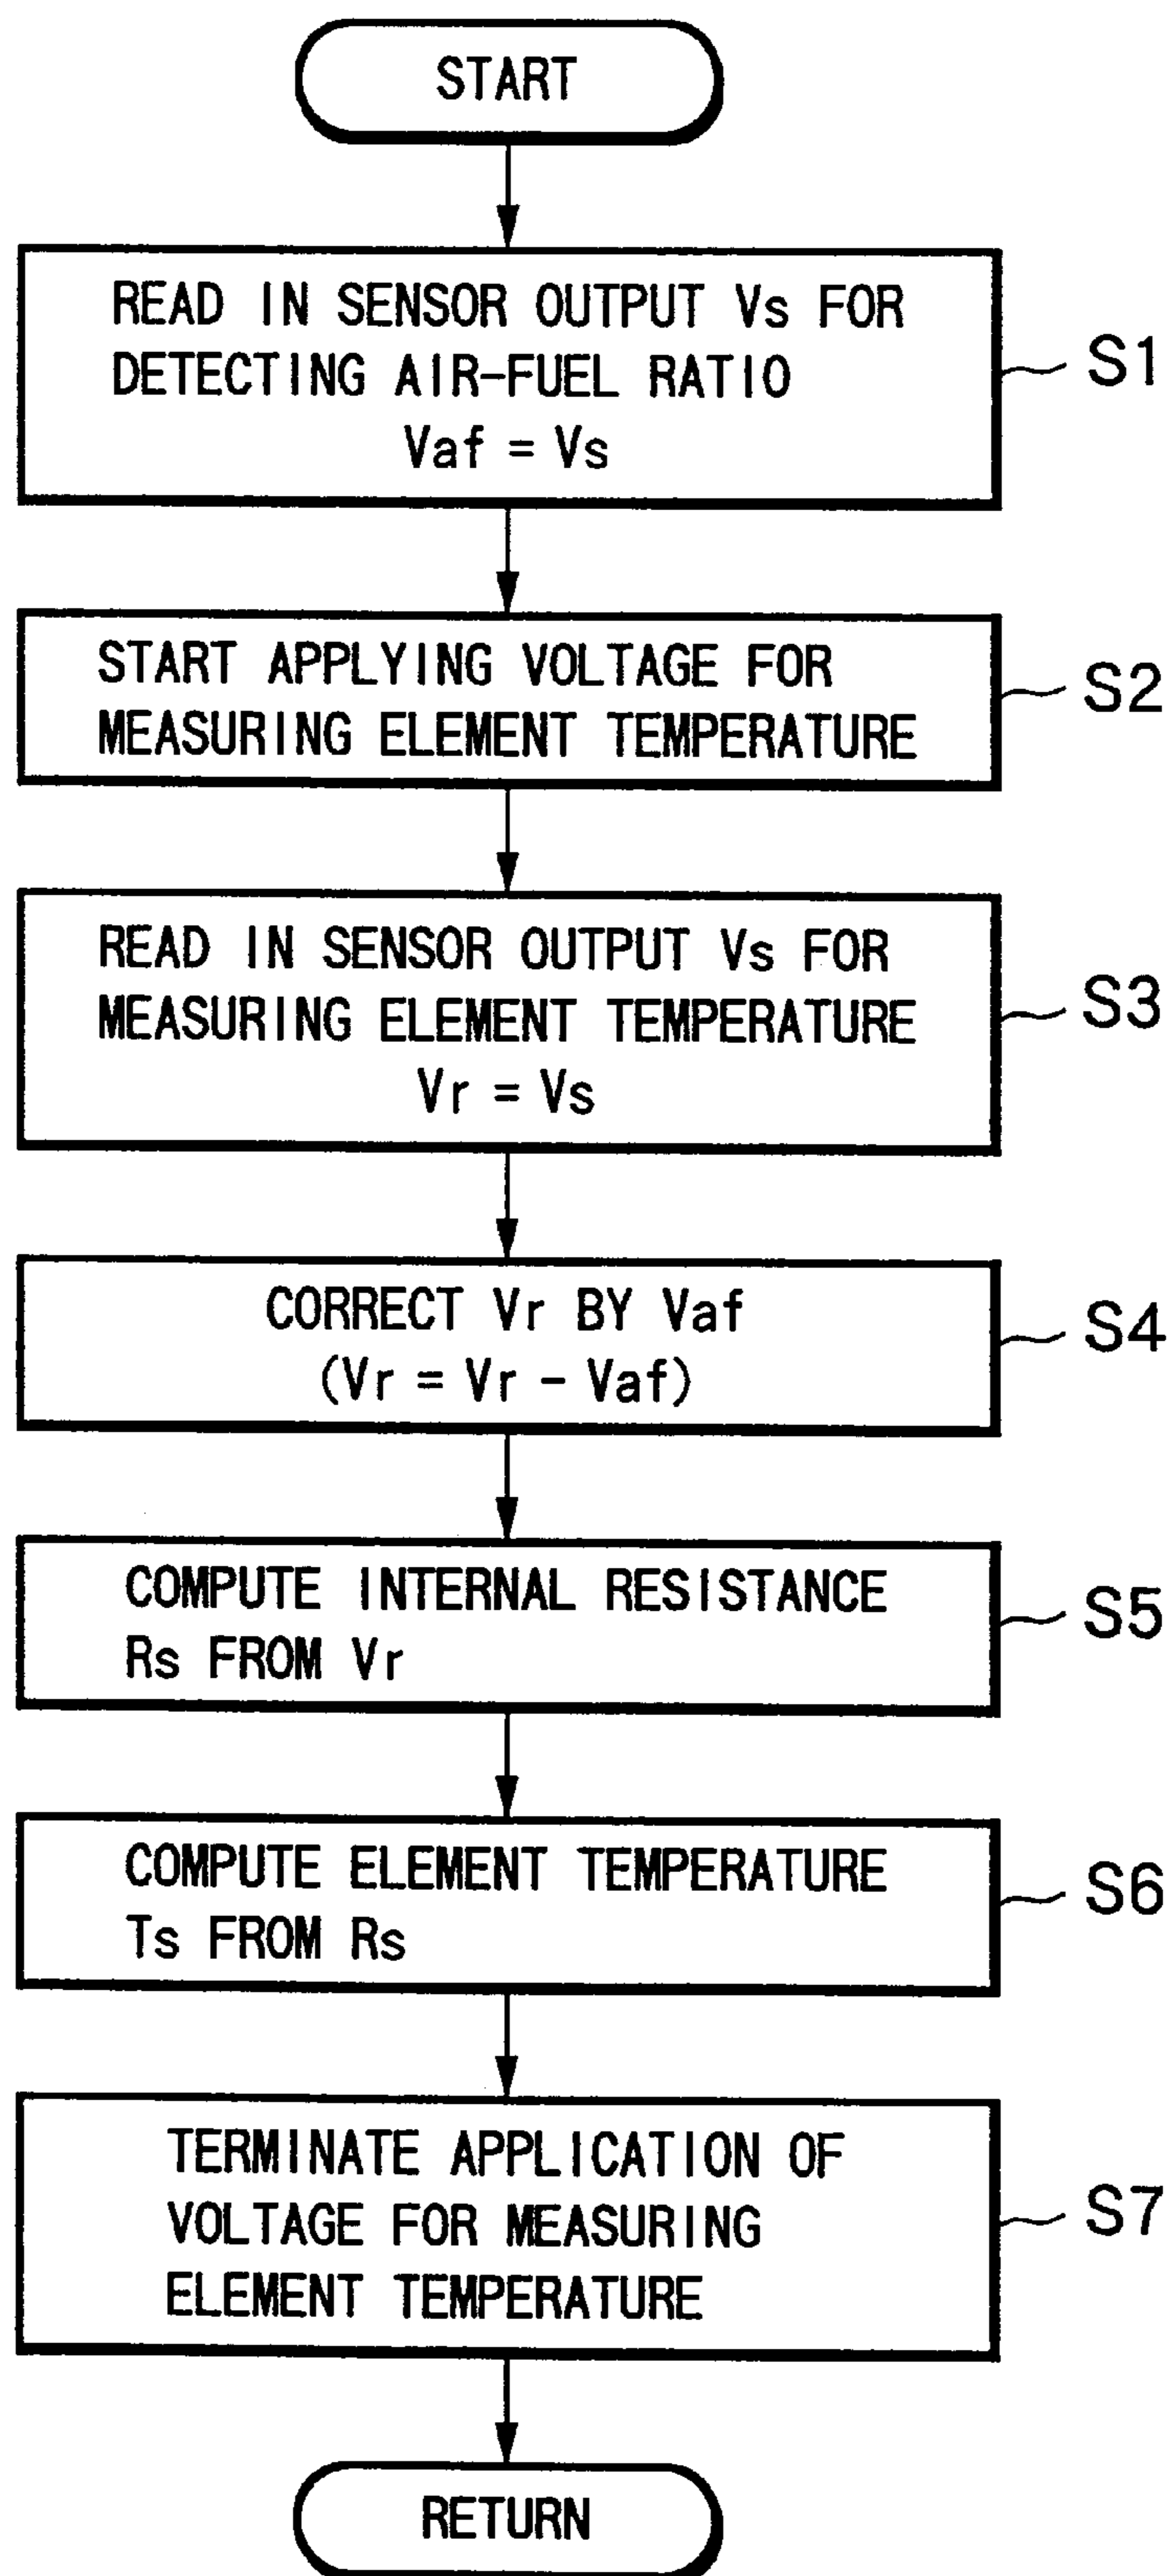 START
READ IN SENSOR OUTPUT Vs FOR
DETECTING AIR-FUEL RATIO
Vaf = Vs
S1
START APPLYING VOLTAGE FOR
MEASURING ELEMENT TEMPERATURE
S2
READ IN SENSOR OUTPUT Vs FOR
MEASURING ELEMENT TEMPERATURE
Vr = Vs
S3
CORRECT Vr BY Vaf
(Vr = Vr - Vaf)
S4
COMPUTE INTERNAL RESISTANCE
Rs FROM Vr
S5
COMPUTE ELEMENT TEMPERATURE
Ts FROM Rs
S6
TERMINATE APPLICATION OF
VOLTAGE FOR MEASURING
ELEMENT TEMPERATURE
S7
RETURN